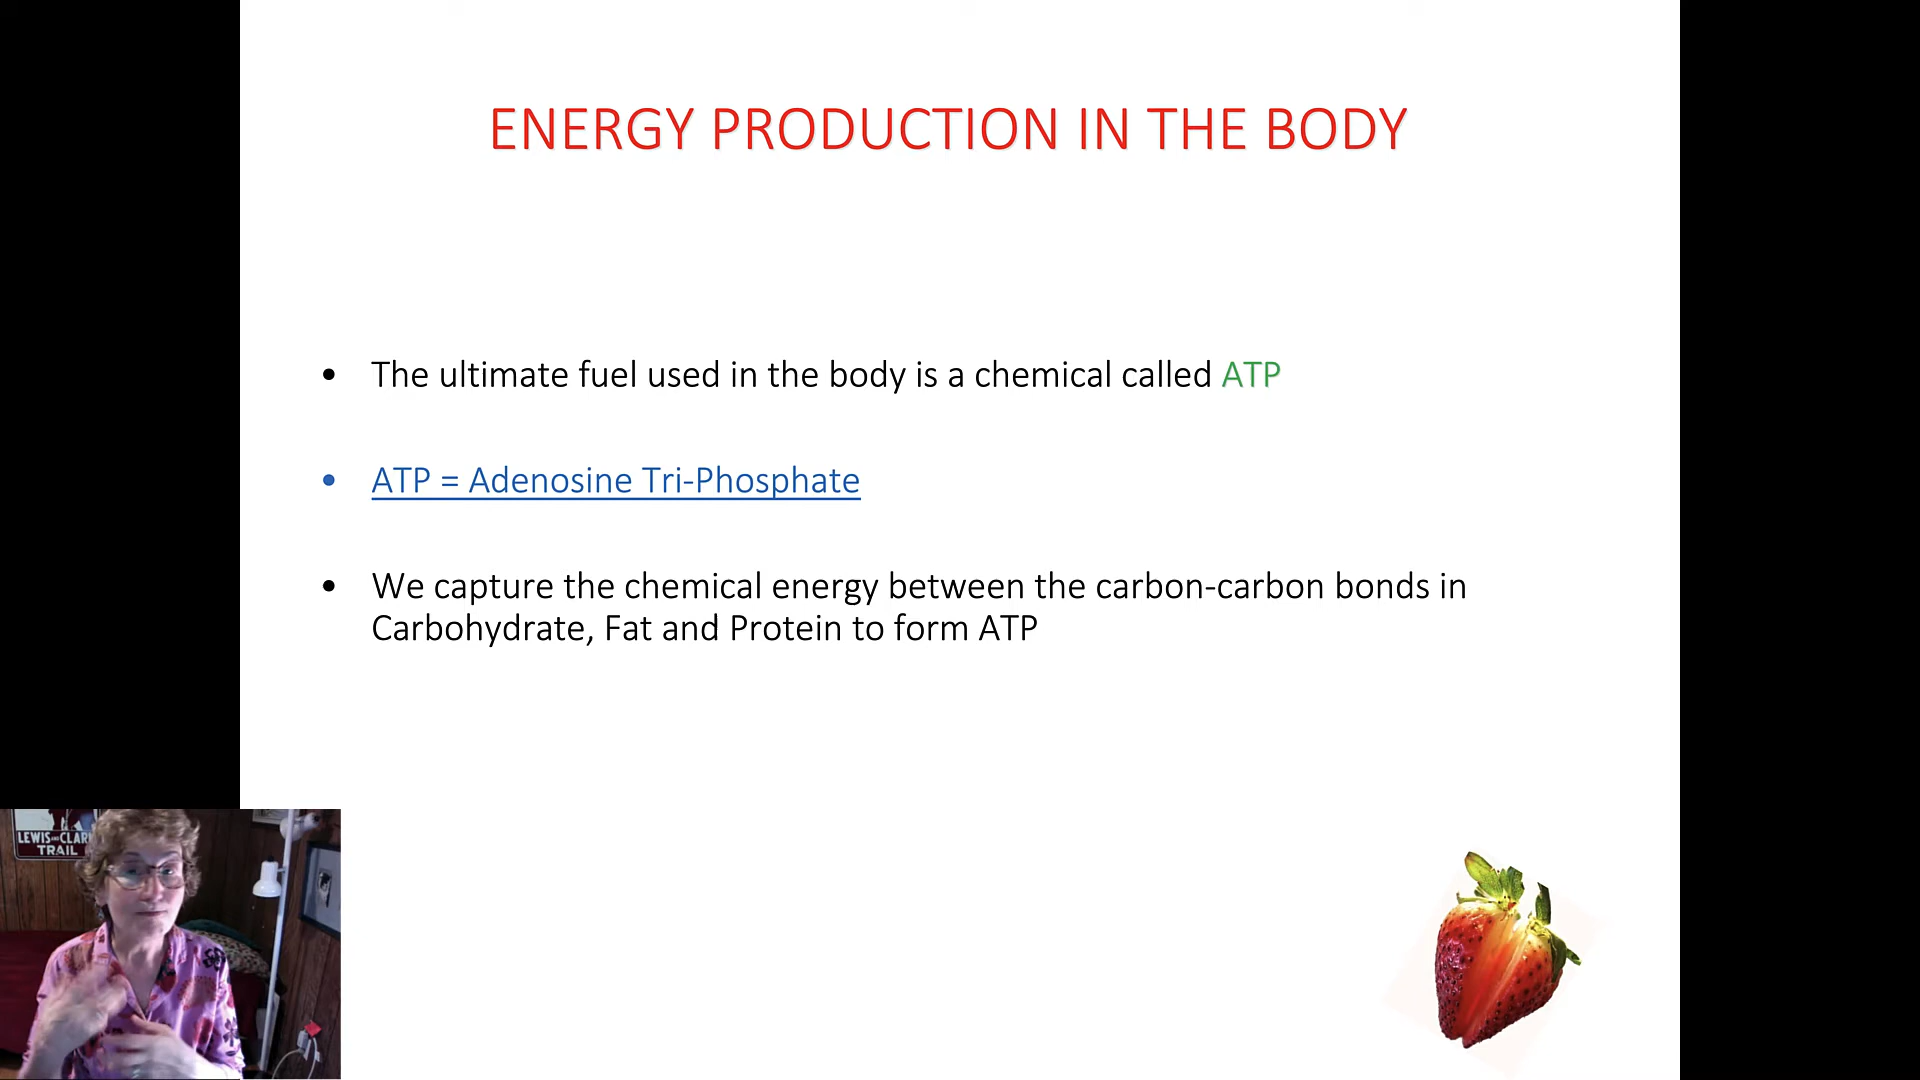 ENERGY PRODUCTION IN THE BODY
• The ultimate fuel used in the body is a chemical called ATP
• ATP = Adenosine Tri-Phosphate
• We capture the chemical energy between the carbon-carbon bonds in
Carbohydrate, Fat and Protein to form ATP
LEWIS AND CLAR
TRAIL